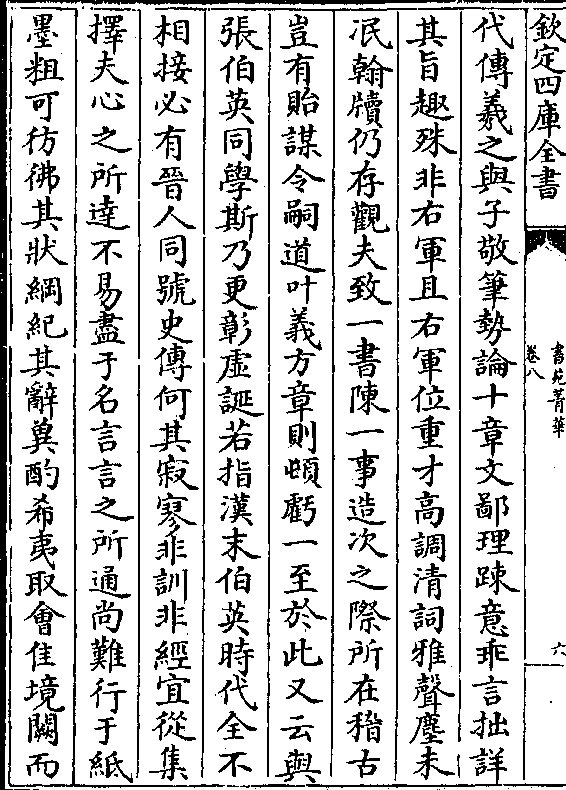 欽定四庫全書
書苑菁華
卷八
六
代傳羲之與子敬筆勢論十章文鄙理踈意乖言拙詳
其旨趣殊非右軍且右軍位重才高調清詞雅聲塵未
泯翰牘仍存觀夫致一書陳一事造次之際所在稽古
豈有貽謀令嗣道叶義方章則頓虧一至於此又云與
張伯英同學斯乃更彰虛誕若指漢末伯英時代全不
相接必有晉人同號史傳何其寂寥非訓非經宜從集
擇夫心之所達不易盡于名言言之所通尚難行于紙
墨粗可彷彿其狀綱紀其辭冀酌希夷取會佳境闕而